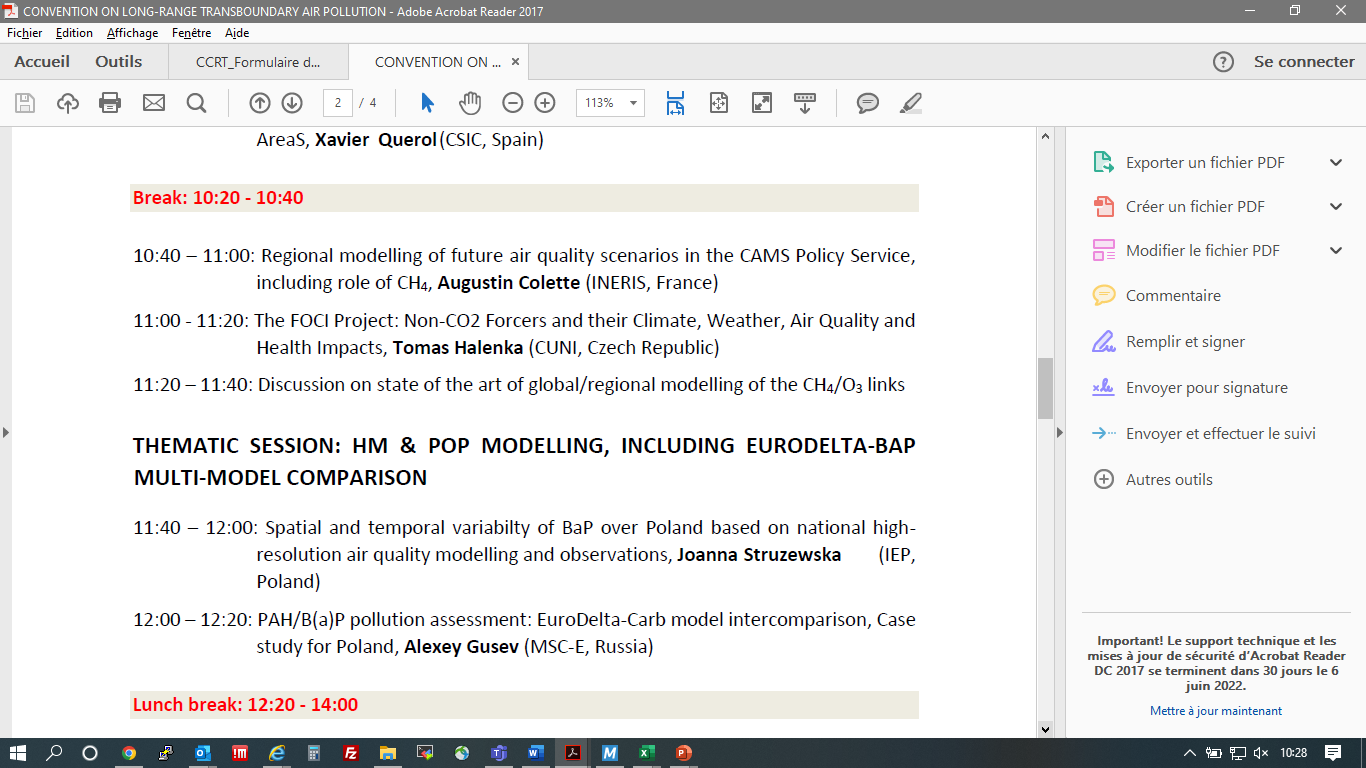 CONVENTION ON LONG-RANGE TRANSBOUNDARY AIR POLLUTION - Adobe Acrobat Reader 2017
Fichier Edition Affichage Fenêtre Aide
Accueil Outils CCRT_Formulaire d... CONVENTION ON ... × ? Se connecter
2 / 4 113%
AreaS, Xavier Querol (CSIC, Spain)
Break: 10:20 - 10:40
10:40 – 11:00: Regional modelling of future air quality scenarios in the CAMS Policy Service,
including role of CH₄, Augustin Colette (INERIS, France)
11:00 - 11:20: The FOCI Project: Non-CO2 Forcers and their Climate, Weather, Air Quality and
Health Impacts, Tomas Halenka (CUNI, Czech Republic)
11:20 – 11:40: Discussion on state of the art of global/regional modelling of the CH₄/O₃ links
THEMATIC SESSION: HM & POP MODELLING, INCLUDING EURODELTA-BAP
MULTI-MODEL COMPARISON
11:40 – 12:00: Spatial and temporal variabilty of BaP over Poland based on national high-
resolution air quality modelling and observations, Joanna Struzewska (IEP,
Poland)
12:00 – 12:20: PAH/B(a)P pollution assessment: EuroDelta-Carb model intercomparison, Case
study for Poland, Alexey Gusev (MSC-E, Russia)
Lunch break: 12:20 - 14:00
Exporter un fichier PDF
Créer un fichier PDF
Modifier le fichier PDF
Commentaire
Remplir et signer
Envoyer pour signature
Envoyer et effectuer le suivi
Autres outils
Important! Le support technique et les
mises à jour de sécurité d’Acrobat Reader
DC 2017 se terminent dans 30 jours le 6
juin 2022.
Mettre à jour maintenant
10:28